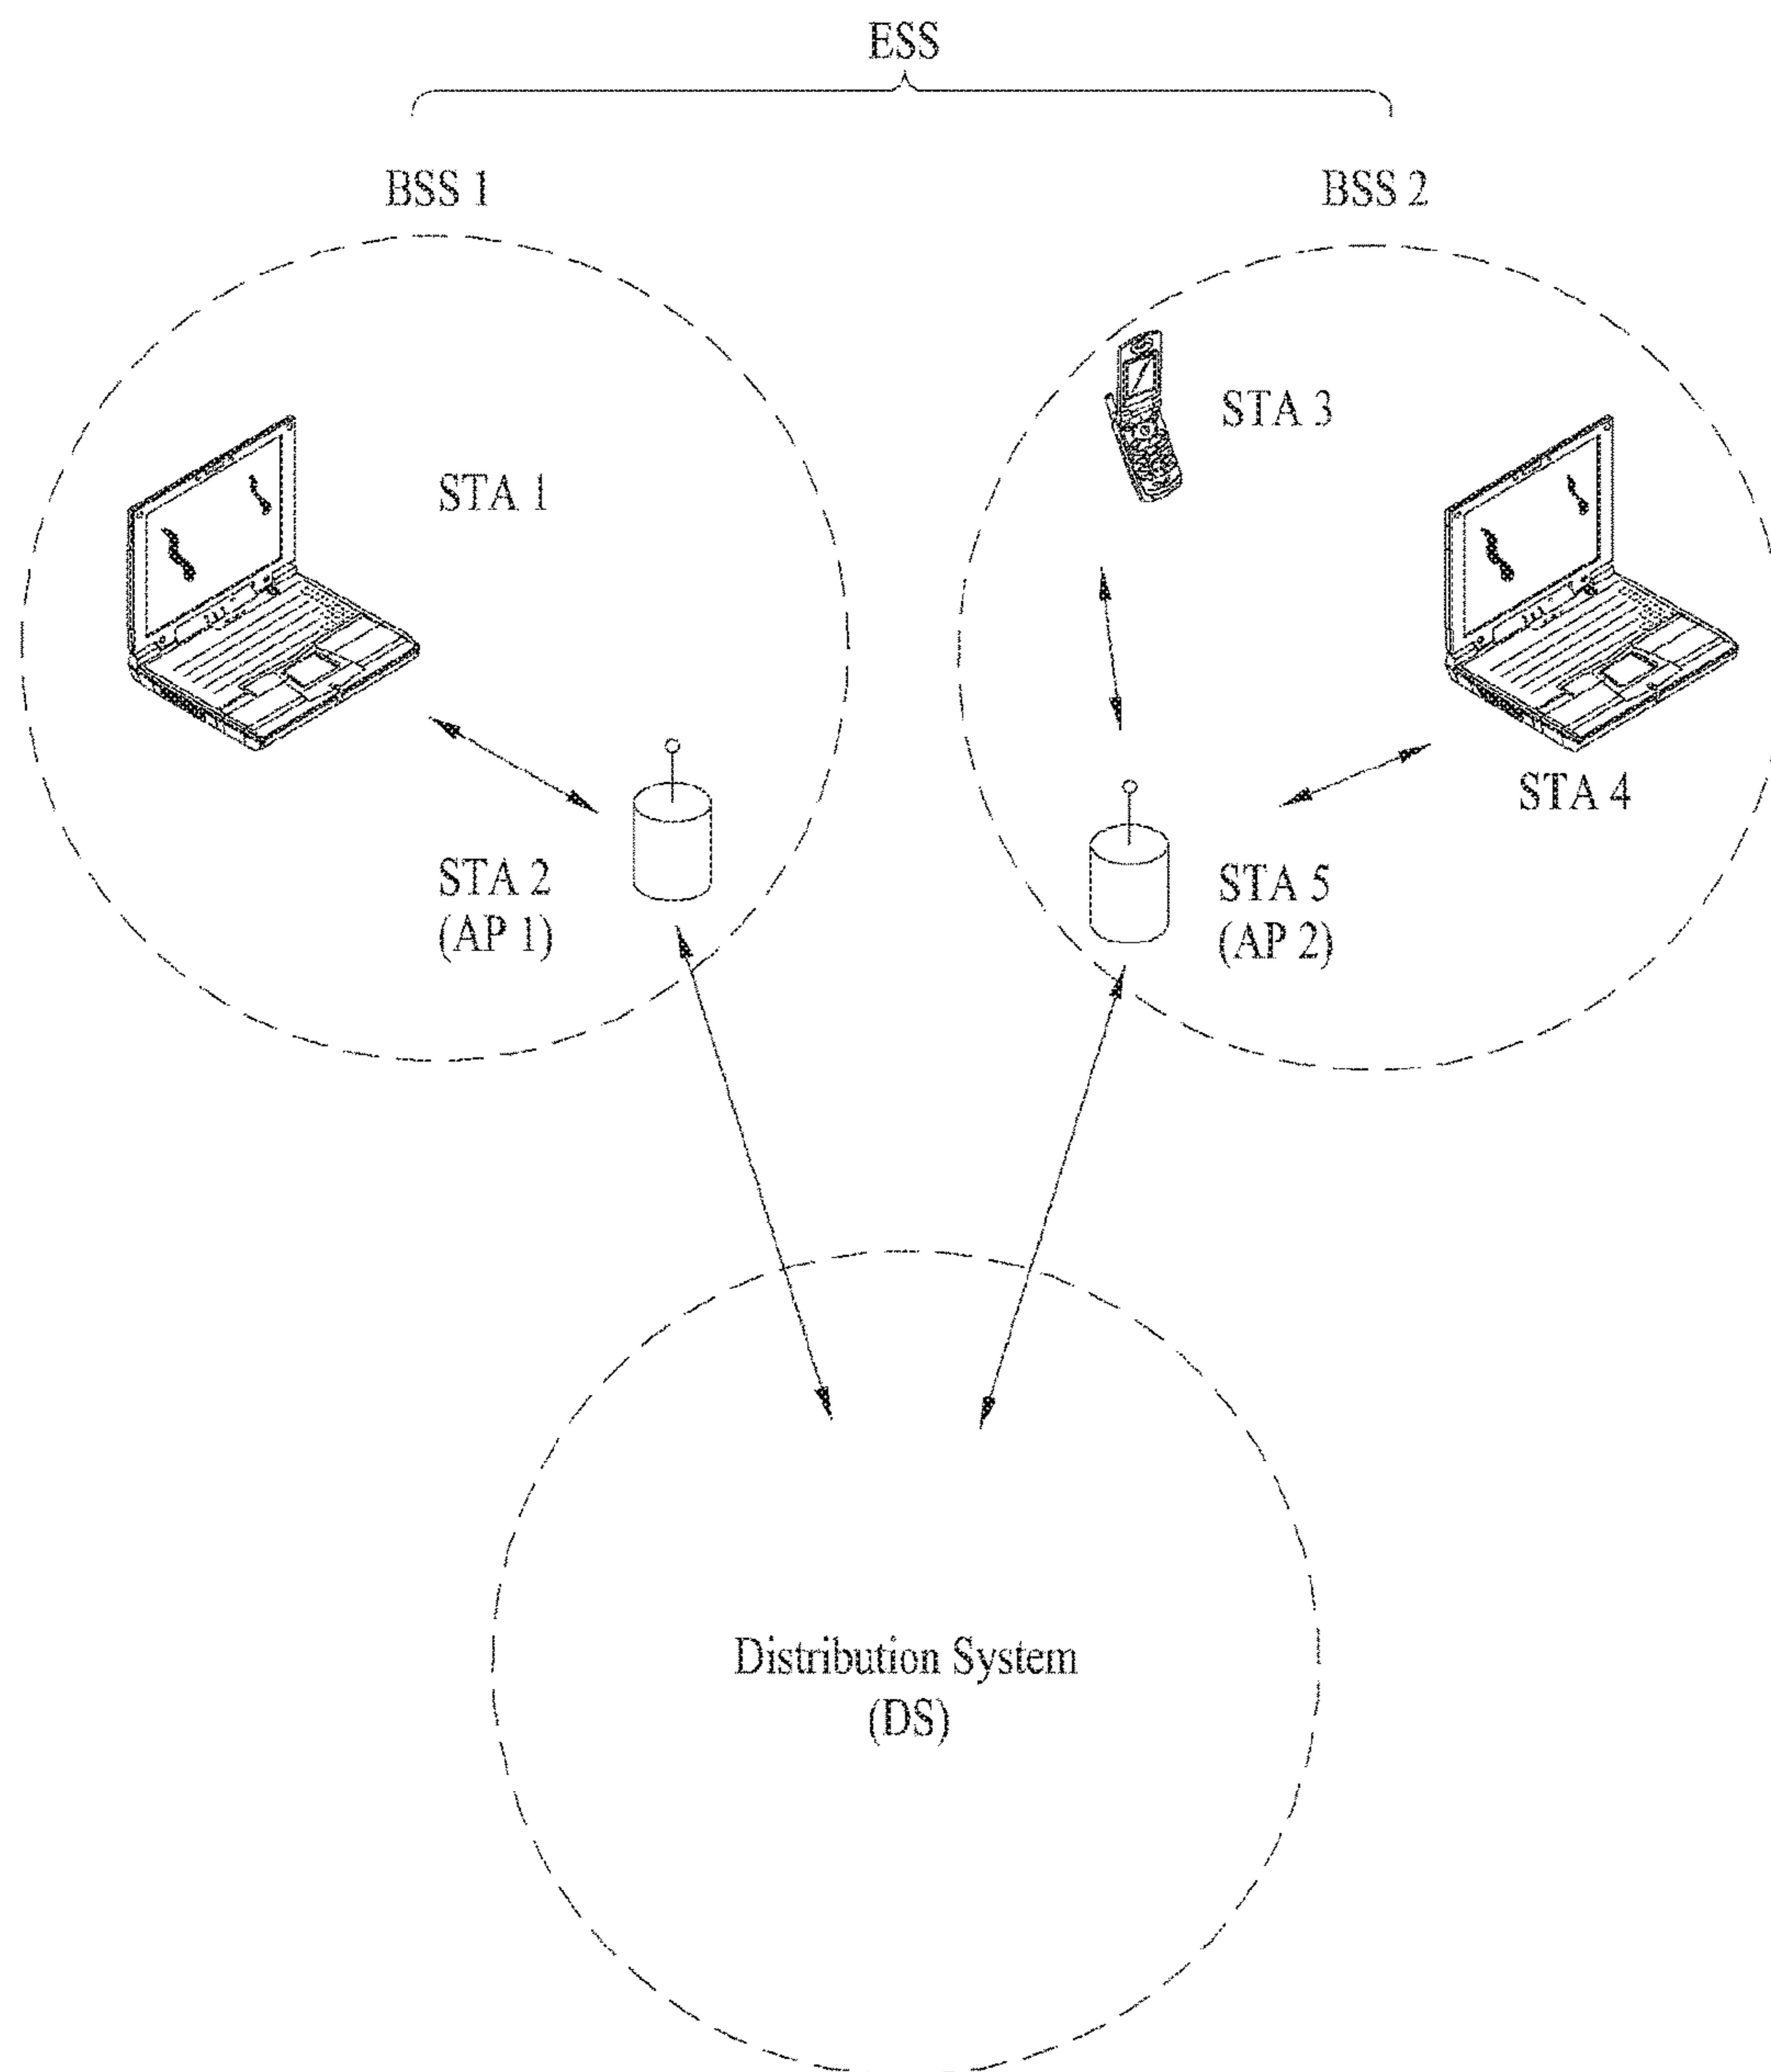 ESS
BSS 1
BSS 2
STA 1
STA 3
STA 4
STA 2
(AP 1)
STA 5
(AP 2)
Distribution System
(DS)